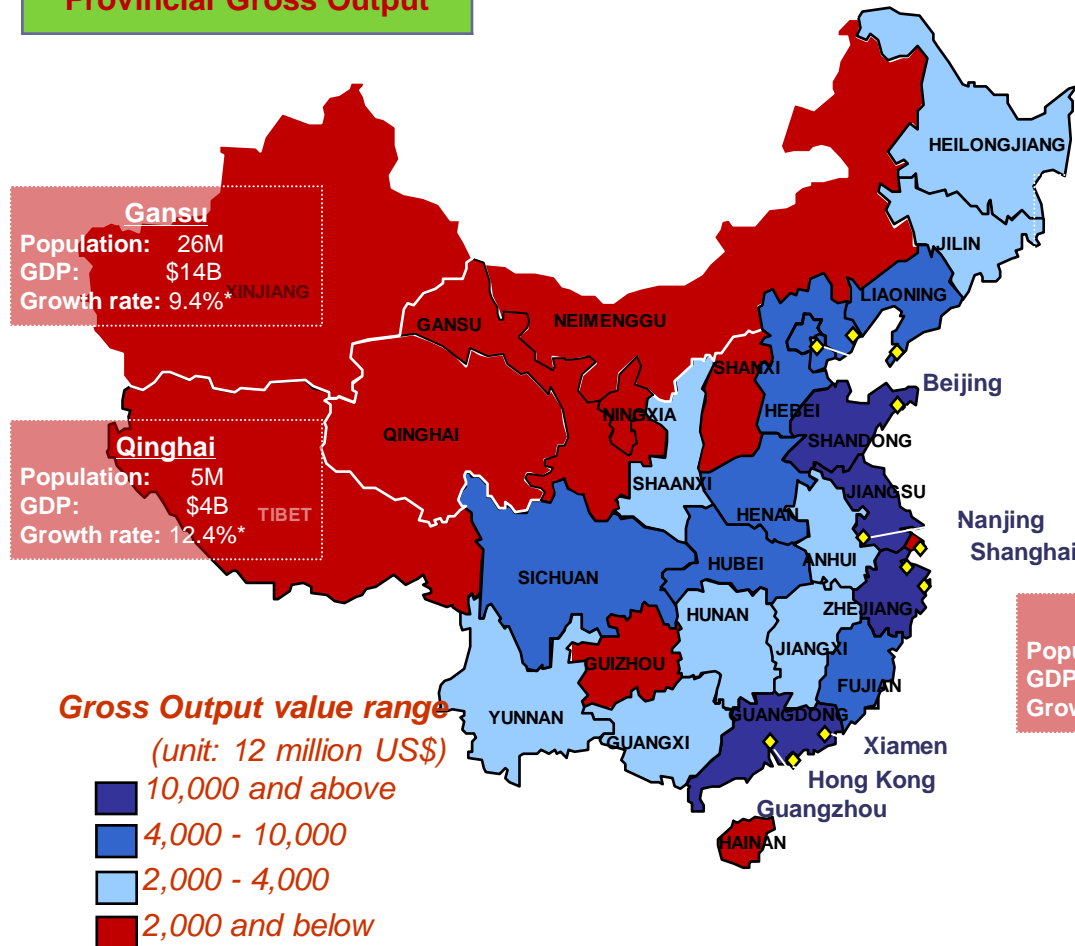 Provincial Gross Output
HEILONGJIANG
JILIN
LIAONING
Gansu
Population: 26M
GDP: $14B
Growth rate: 9.4%*
XINJIANG
GANSU
NEIMENGGU
SHANXI
HEBEI
Beijing
NINGXIA
QINGHAI
SHANDONG
Qinghai
Population: 5M
GDP: $4B
Growth rate: 12.4%*
TIBET
SHAANXI
JIANGSU
HENAN
Nanjing
Shanghai
ANHUI
HUBEI
SICHUAN
ZHEJIANG
HUNAN
JIANGXI
GUIZHOU
FUJIAN
Popu
GDP
Grow
YUNNAN
GUANGXI
GUANGDONG
Xiamen
Hong Kong
Guangzhou
HAINAN
Gross Output value range
(unit: 12 million US$)
10,000 and above
4,000 - 10,000
2,000 - 4,000
2,000 and below